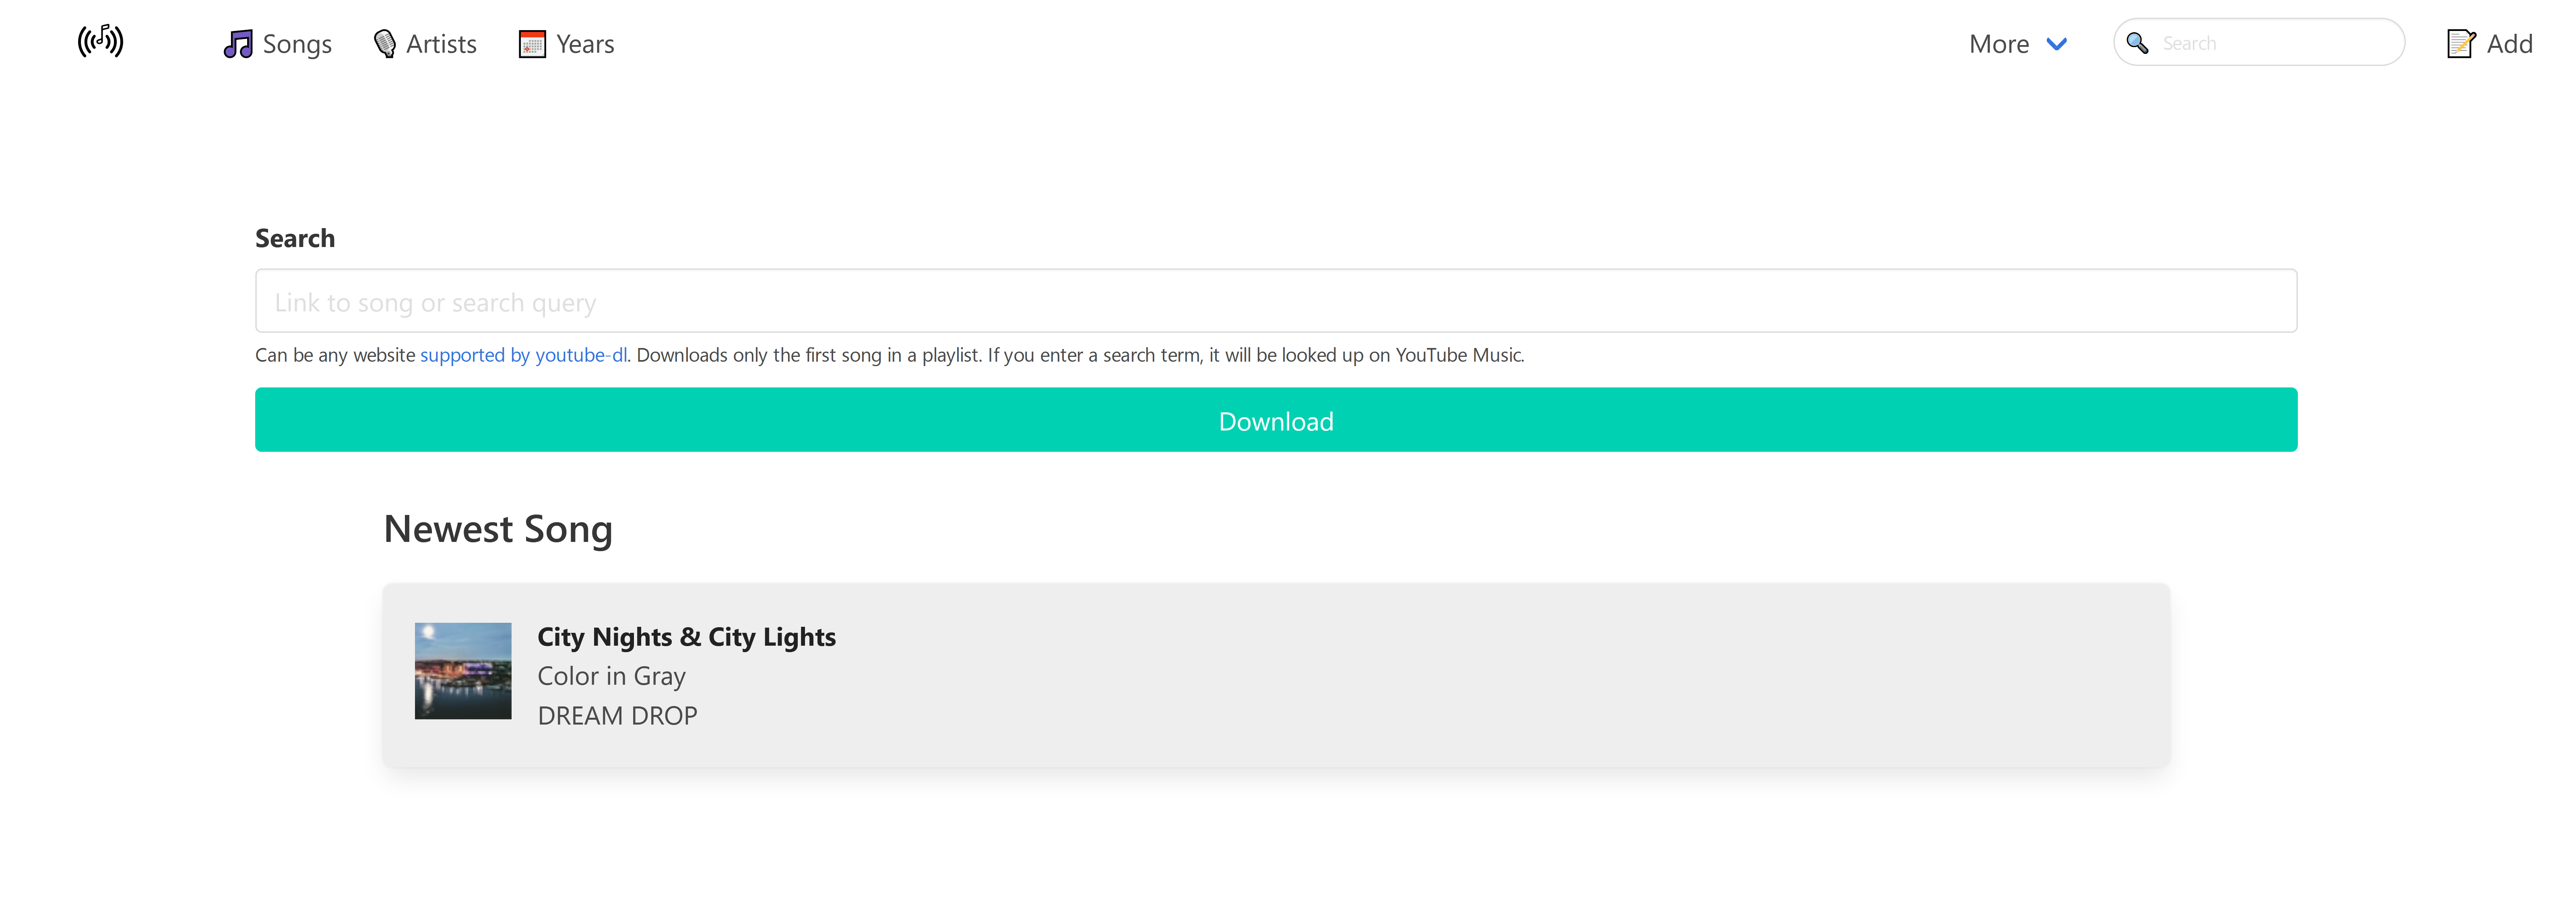 Songs Artists Years More Search Add
Search
Link to song or search query
Can be any website supported by youtube-dl. Downloads only the first song in a playlist. If you enter a search term, it will be looked up on YouTube Music.
Download
Newest Song
City Nights & City Lights
Color in Gray
DREAM DROP